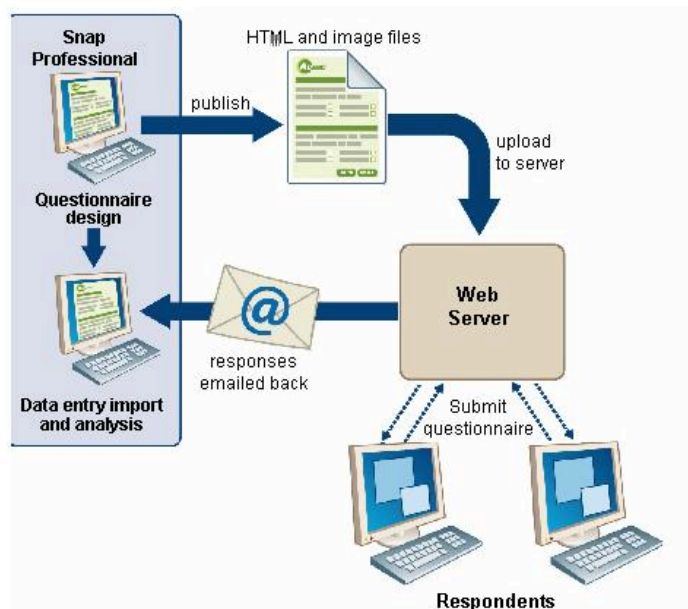 Snap
Professional
HTML and image files
publish
upload
to server
Questionnaire
design
Web
Server
@
responses
emailed back
Data entry import
and analysis
Submit
questionnaire
Respondents